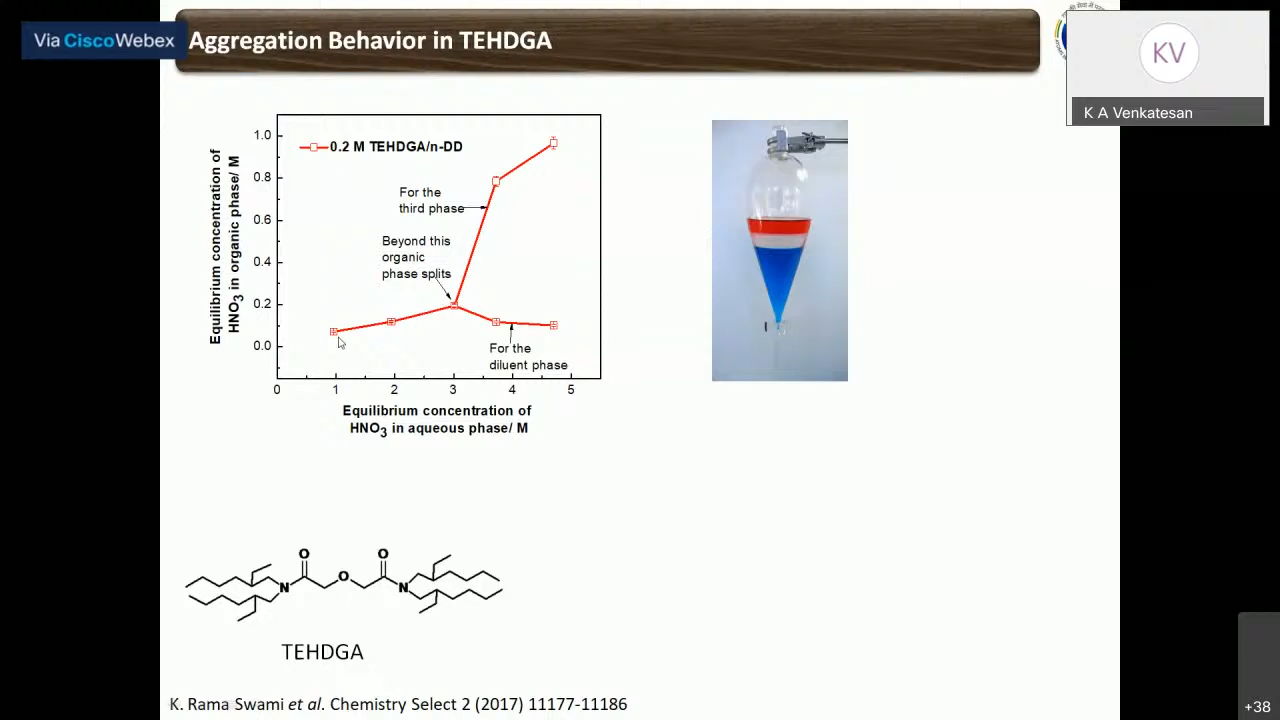 Via CiscoWebex
Aggregation Behavior in TEHDGA
KV
K A Venkatesan
Equilibrium concentration of
HNO3 in organic phase/ M
1.0
0.8
0.6
0.4
0.2
0.0
0.2 M TEHDGA/n-DD
For the
third phase
Beyond this
organic
phase splits
For the
diluent phase
0 1 2 3 4 5
Equilibrium concentration of
HNO3 in aqueous phase/ M
O O
N O N
TEHDGA
K. Rama Swami et al. Chemistry Select 2 (2017) 11177-11186
+38